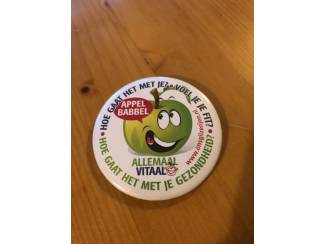 • HOE GAAT HET MET JE? • VOEL JE JE FIT?
• HOE GAAT HET MET JE GEZONDHEID?
APPEL
BABBEL
ALLEMAAL
VITAAL